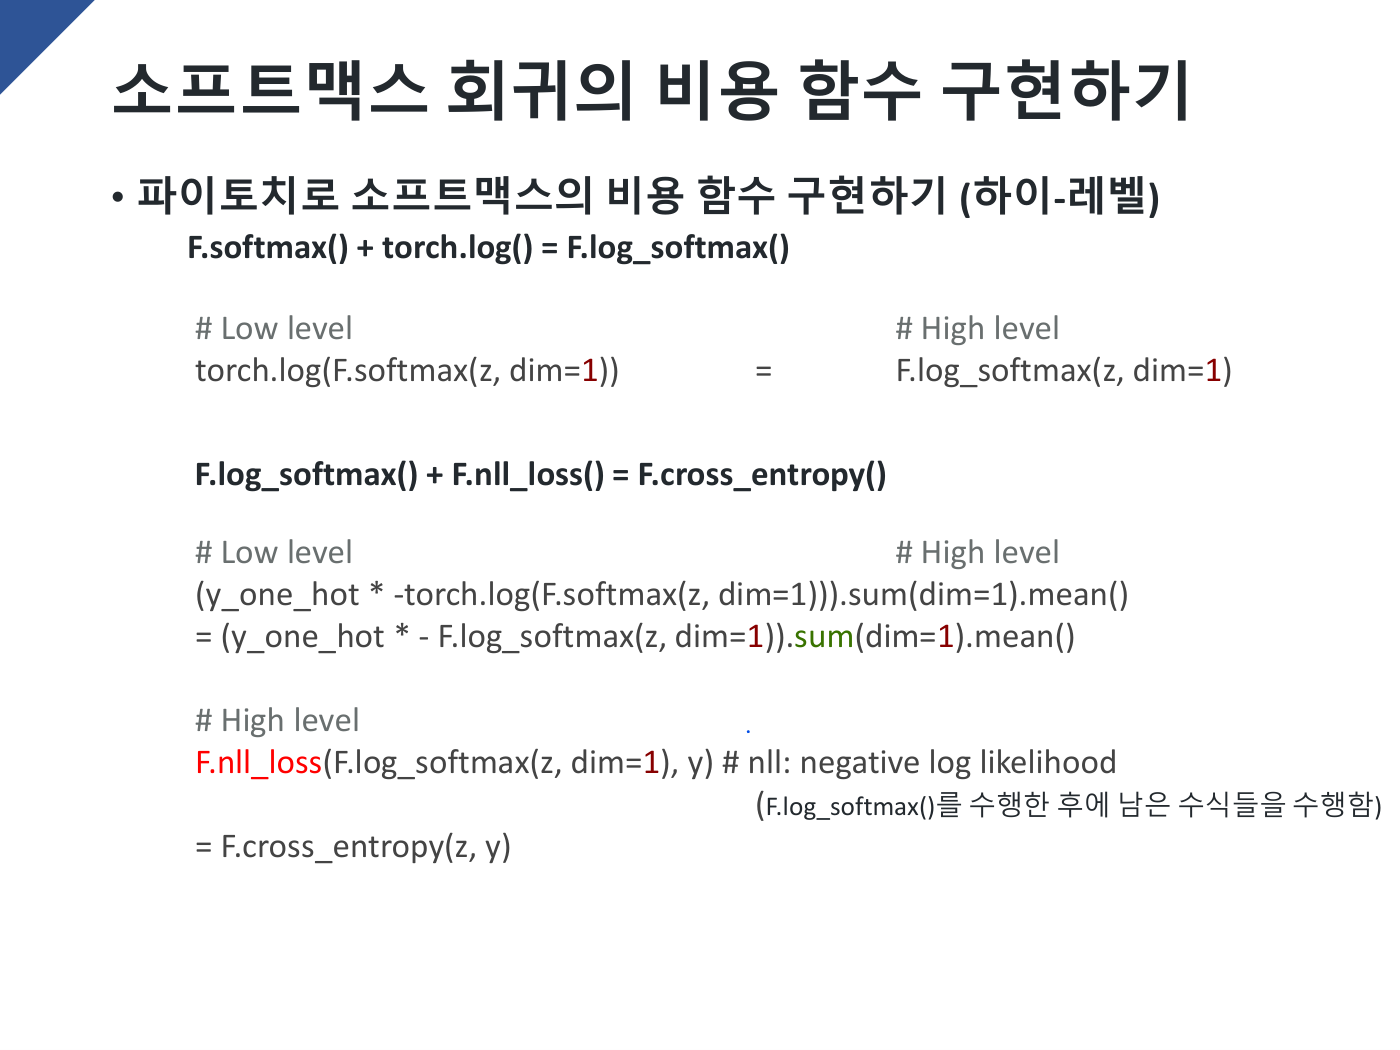 소프트맥스 회귀의 비용 함수 구현하기
• 파이토치로 소프트맥스의 비용 함수 구현하기 (하이-레벨)
F.softmax() + torch.log() = F.log_softmax()
# Low level # High level
torch.log(F.softmax(z, dim=1)) = F.log_softmax(z, dim=1)
F.log_softmax() + F.nll_loss() = F.cross_entropy()
# Low level # High level
(y_one_hot * -torch.log(F.softmax(z, dim=1))).sum(dim=1).mean()
= (y_one_hot * - F.log_softmax(z, dim=1)).sum(dim=1).mean()
# High level
F.nll_loss(F.log_softmax(z, dim=1), y) # nll: negative log likelihood
(F.log_softmax()를 수행한 후에 남은 수식들을 수행함)
= F.cross_entropy(z, y)